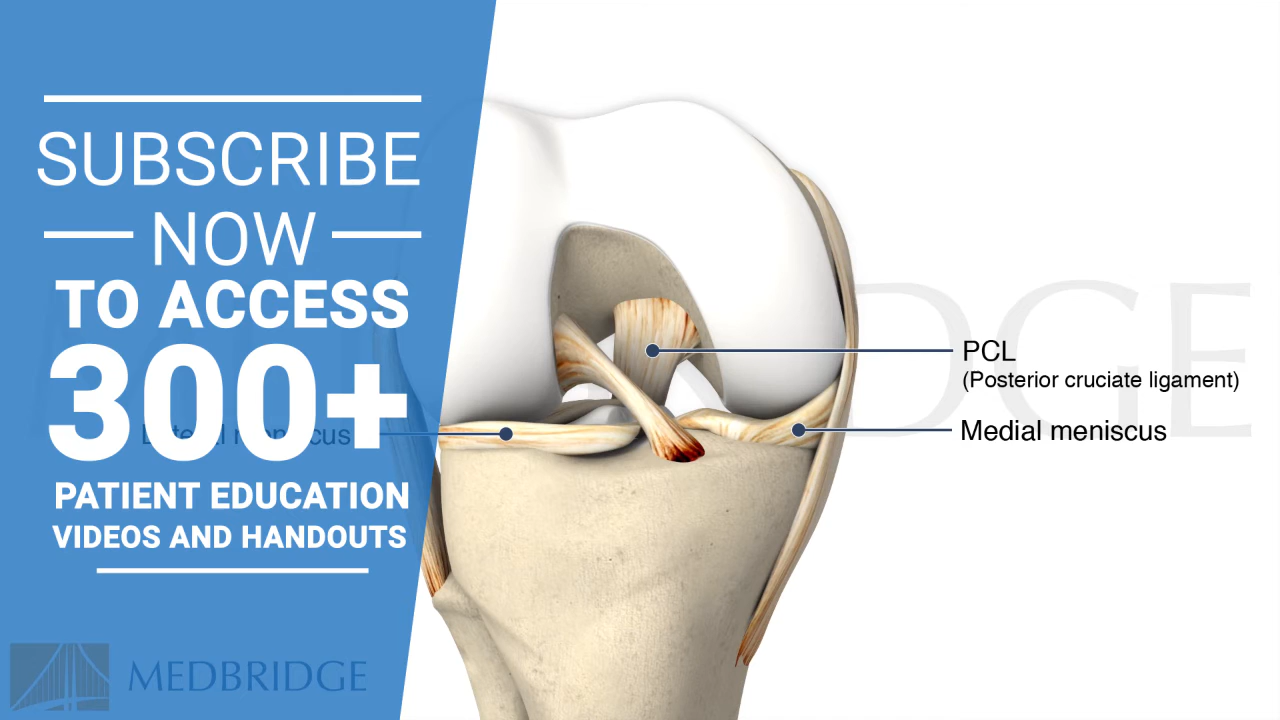 SUBSCRIBE
NOW
TO ACCESS
300+
PATIENT EDUCATION
VIDEOS AND HANDOUTS
MEDBRIDGE
PCL
(Posterior cruciate ligament)
Medial meniscus